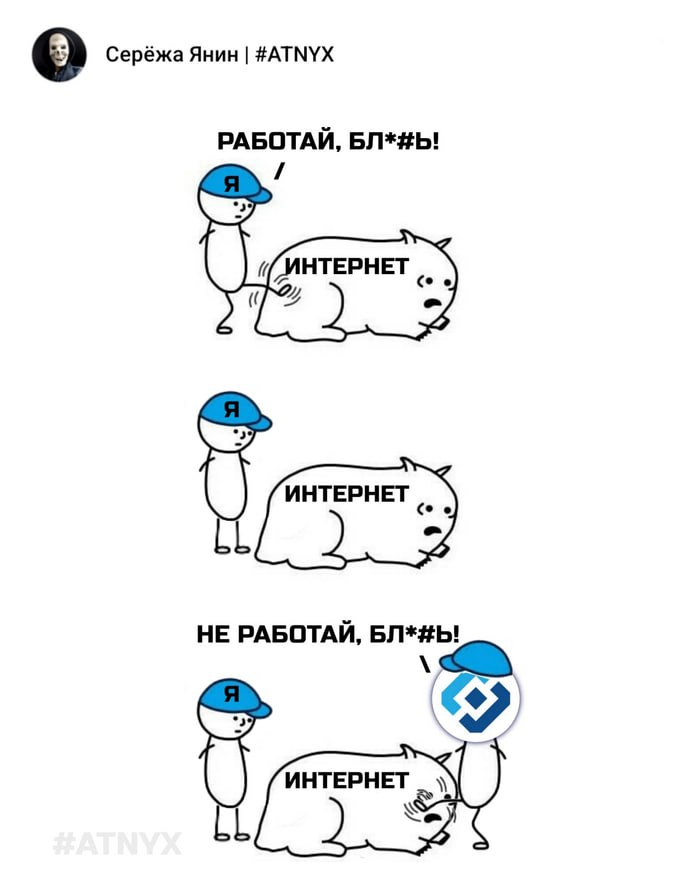 Серёжа Янин | #ATNYX
РАБОТАЙ, БЛ*#Ь!
Я
ИНТЕРНЕТ
Я
ИНТЕРНЕТ
НЕ РАБОТАЙ, БЛ*#Ь!
Я
ИНТЕРНЕТ
#ATNYX